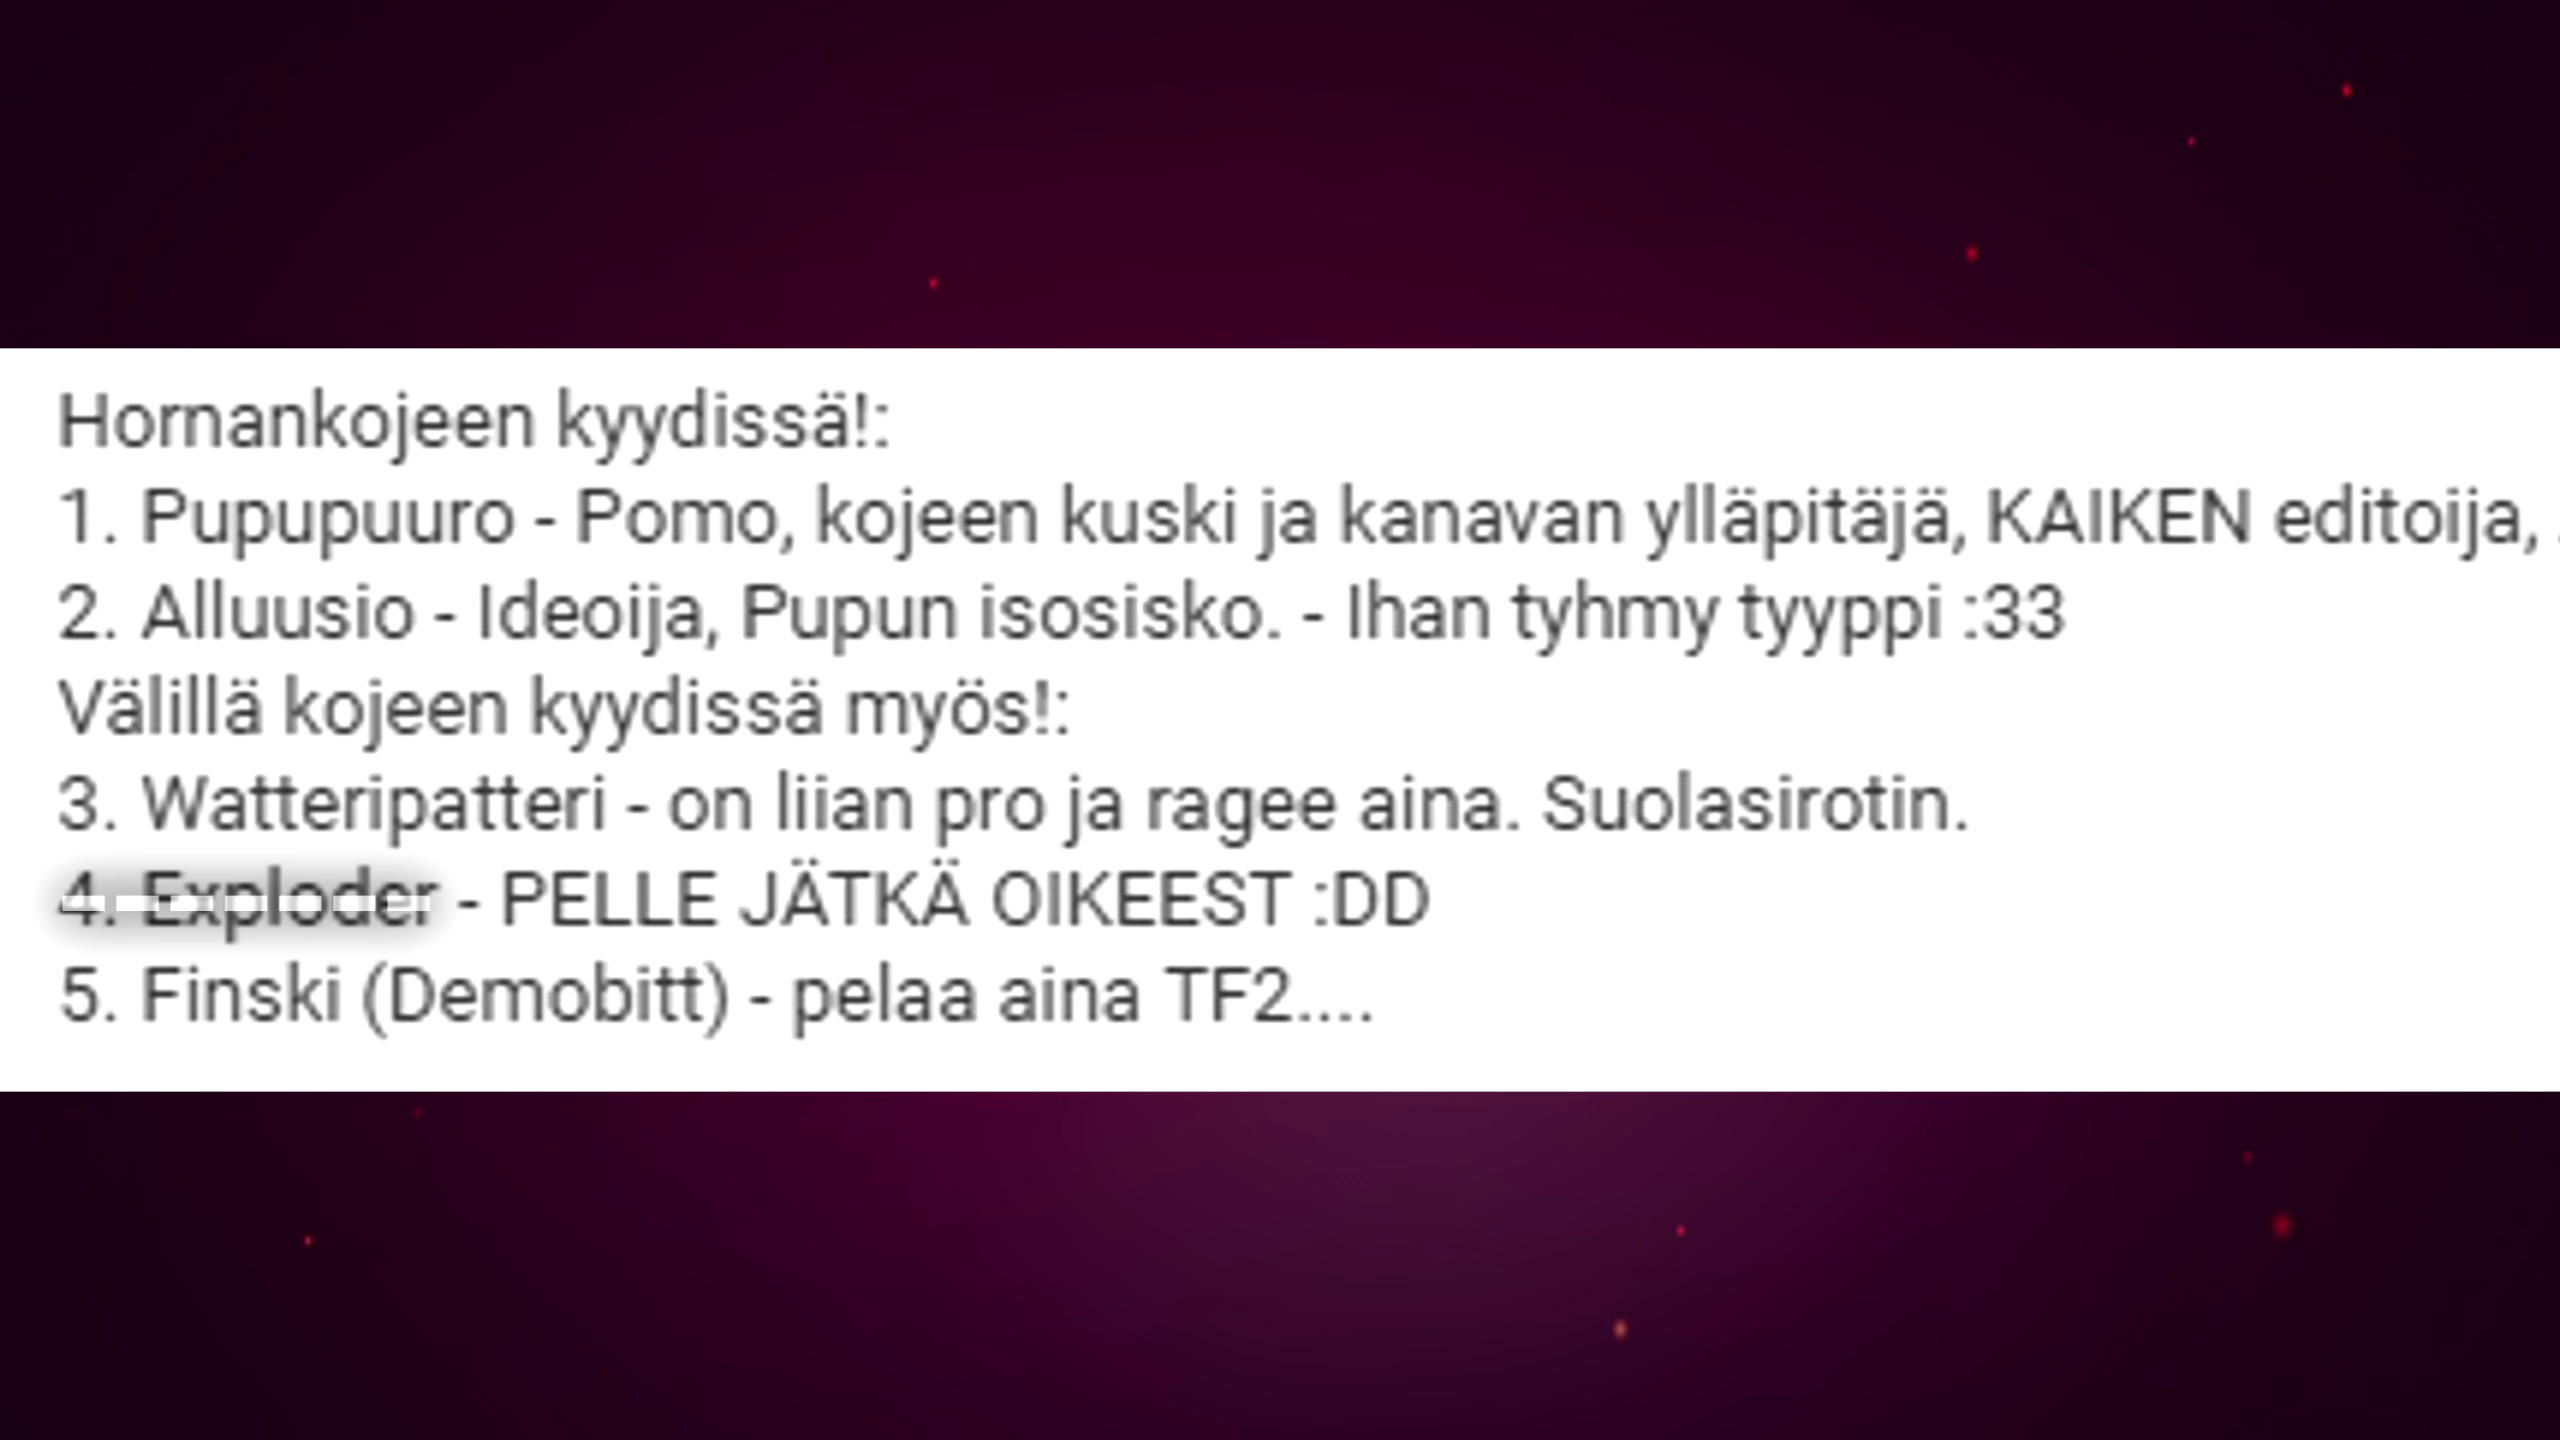 Hornankojeen kyydissä!:
1. Pupupuuro - Pomo, kojeen kuski ja kanavan ylläpitäjä, KAIKEN editoija,
2. Alluusio - Ideoija, Pupun isosisko. - Ihan tyhmy tyyppi :33
Välillä kojeen kyydissä myös!:
3. Watteripatteri - on liian pro ja ragee aina. Suolasirotin.
4. Exploder - PELLE JÄTKÄ OIKEEST :DD
5. Finski (Demobitt) - pelaa aina TF2....